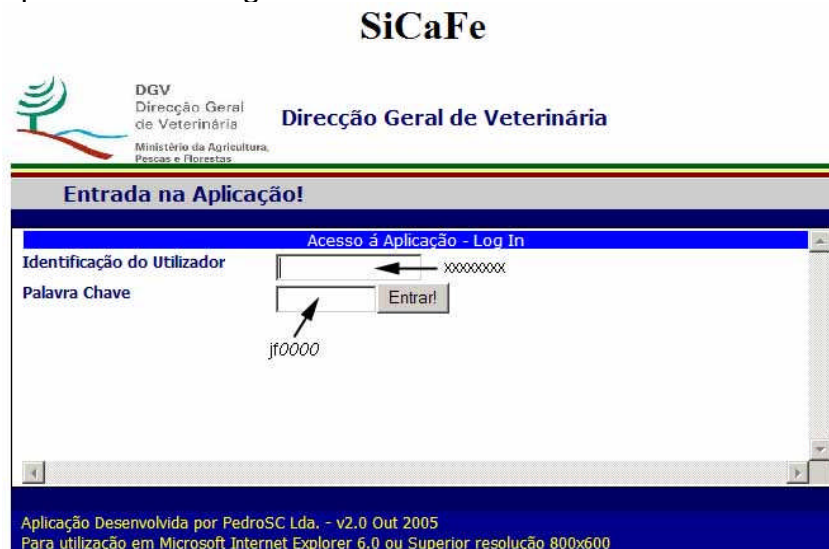 SiCaFe
DGV
Direcção Geral
de Veterinária
Ministério da Agricultura,
Pescas e Florestas
Direcção Geral de Veterinária
Entrada na Aplicação!
Acesso á Aplicação - Log In
Identificação do Utilizador
xxxxxxxx
Palavra Chave
Entrar!
jf0000
Aplicação Desenvolvida por PedroSC Lda. - v2.0 Out 2005
Para utilização em Microsoft Internet Explorer 6.0 ou Superior resolução 800x600